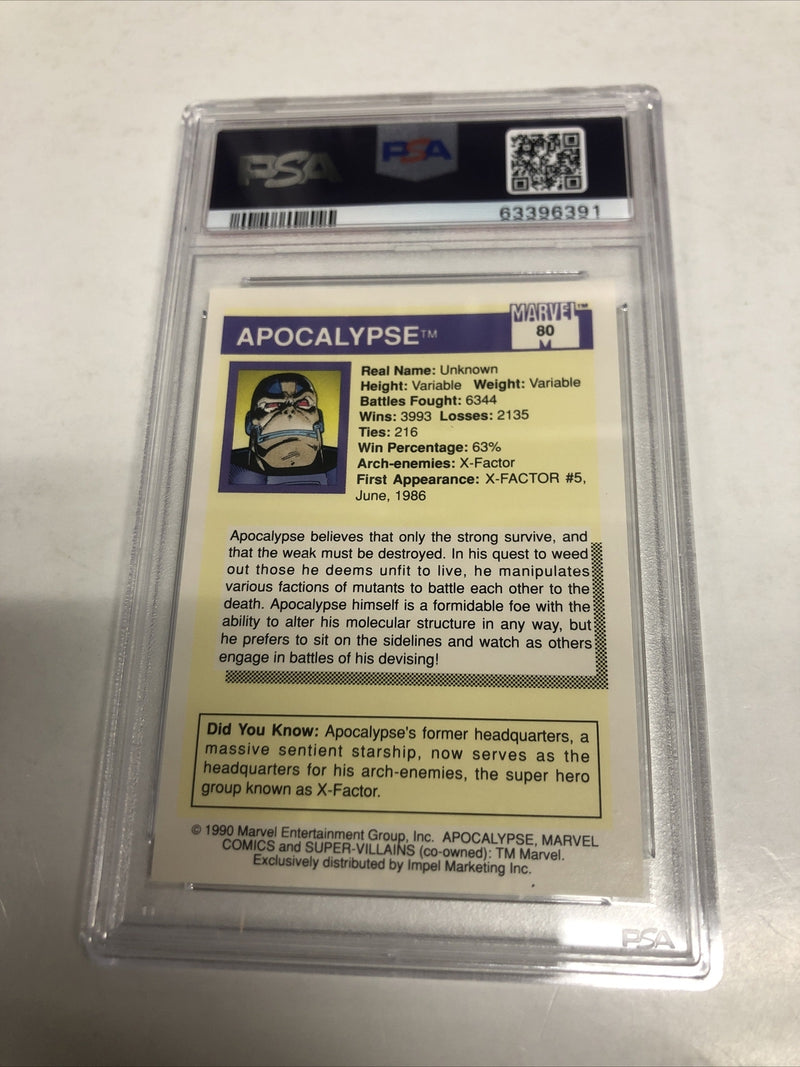 PSA PSA
63396391
MARVEL™
APOCALYPSE™ 80
Real Name: Unknown
Height: Variable Weight: Variable
Battles Fought: 6344
Wins: 3993 Losses: 2135
Ties: 216
Win Percentage: 63%
Arch-enemies: X-Factor
First Appearance: X-FACTOR #5,
June, 1986
Apocalypse believes that only the strong survive, and
that the weak must be destroyed. In his quest to weed
out those he deems unfit to live, he manipulates
various factions of mutants to battle each other to the
death. Apocalypse himself is a formidable foe with the
ability to alter his molecular structure in any way, but
he prefers to sit on the sidelines and watch as others
engage in battles of his devising!
Did You Know: Apocalypse's former headquarters, a
massive sentient starship, now serves as the
headquarters for his arch-enemies, the super hero
group known as X-Factor.
© 1990 Marvel Entertainment Group, Inc. APOCALYPSE, MARVEL
COMICS and SUPER-VILLAINS (co-owned): TM Marvel.
Exclusively distributed by Impel Marketing Inc.
PSA